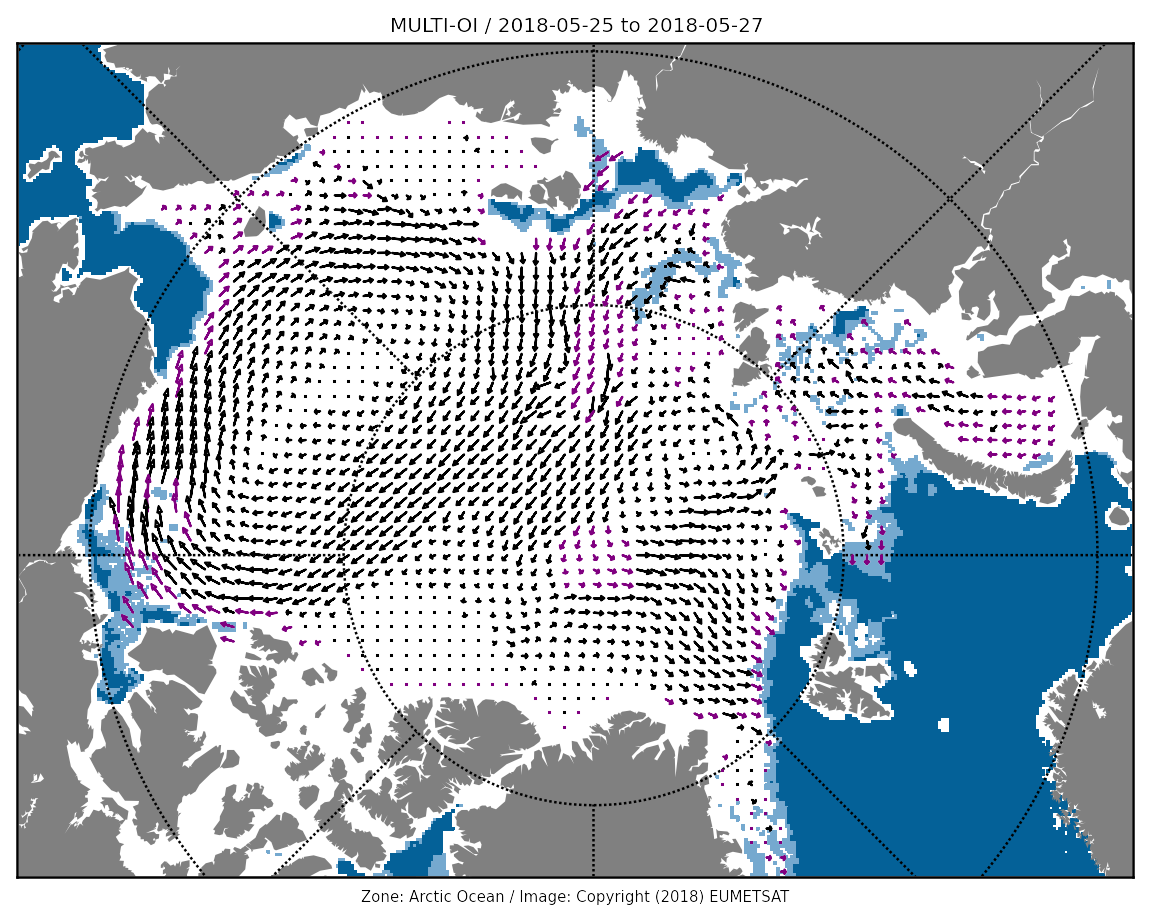 MULTI-OI / 2018-05-25 to 2018-05-27
Zone: Arctic Ocean / Image: Copyright (2018) EUMETSAT